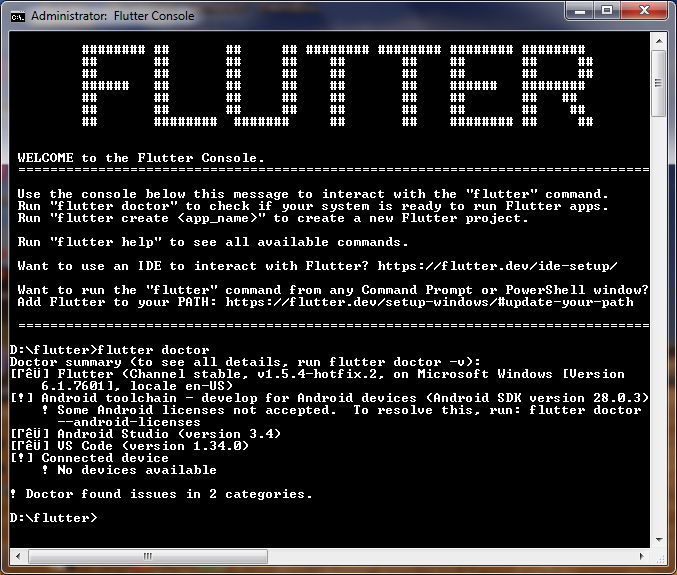 Administrator: Flutter Console
FLUTTER
WELCOME to the Flutter Console.
================================================================================
Use the console below this message to interact with the "flutter" command.
Run "flutter doctor" to check if your system is ready to run Flutter apps.
Run "flutter create <app_name>" to create a new Flutter project.
Run "flutter help" to see all available commands.
Want to use an IDE to interact with Flutter? https://flutter.dev/ide-setup/
Want to run the "flutter" command from any Command Prompt or PowerShell window?
Add Flutter to your PATH: https://flutter.dev/setup-windows/#update-your-path
================================================================================
D:\flutter>flutter doctor
Doctor summary (to see all details, run flutter doctor -v):
[ΓêÜ] Flutter (Channel stable, v1.5.4-hotfix.2, on Microsoft Windows [Version
6.1.7601], locale en-US)
[!] Android toolchain - develop for Android devices (Android SDK version 28.0.3)
! Some Android licenses not accepted.  To resolve this, run: flutter doctor
--android-licenses
[ΓêÜ] Android Studio (version 3.4)
[ΓêÜ] VS Code (version 1.34.0)
[!] Connected device
! No devices available
! Doctor found issues in 2 categories.
D:\flutter>